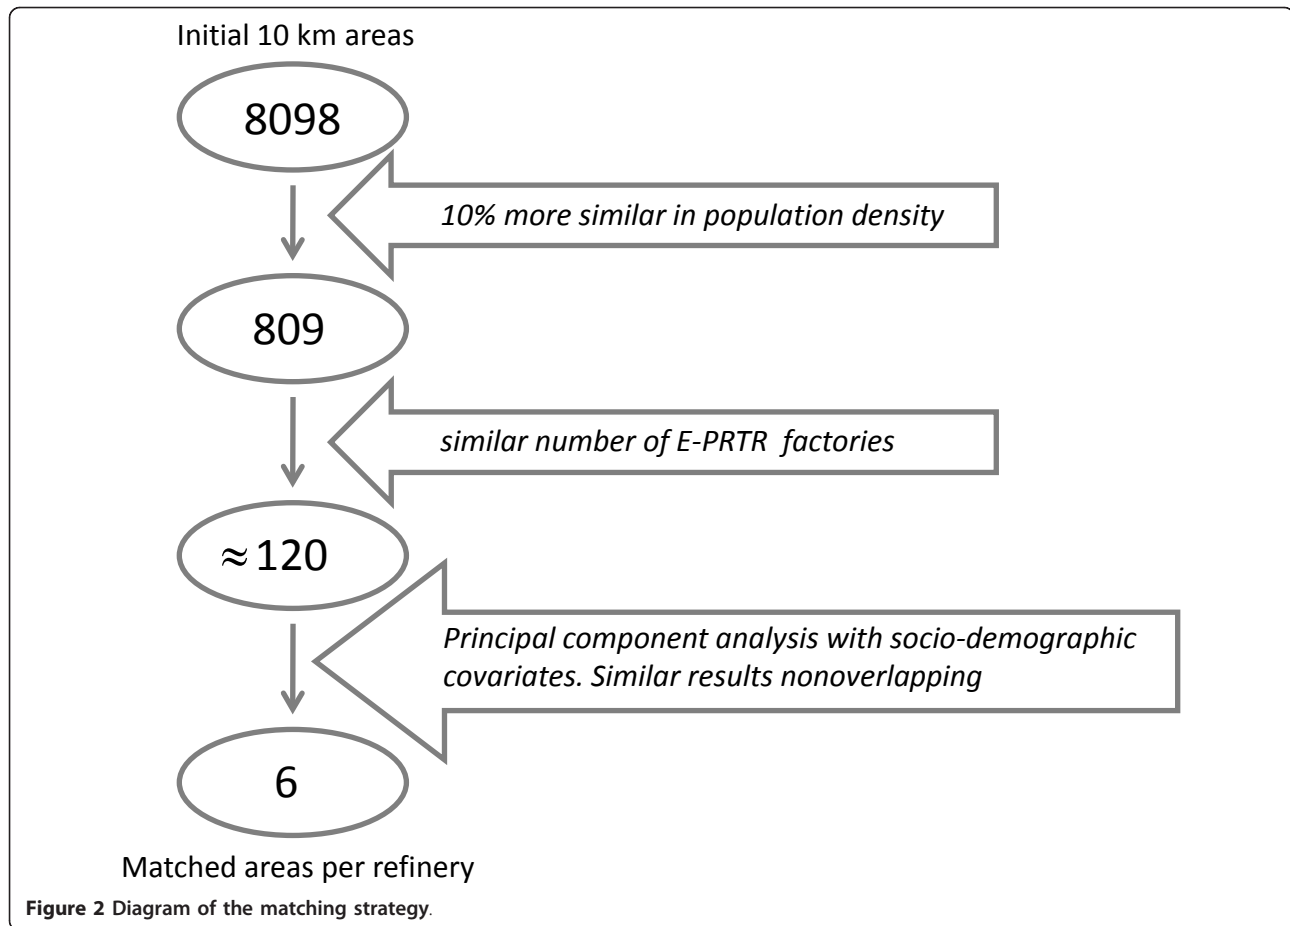 Initial 10 km areas
8098
10% more similar in population density
809
similar number of E-PRTR factories
≈120
Principal component analysis with socio-demographic
covariates. Similar results nonoverlapping
6
Matched areas per refinery
Figure 2 Diagram of the matching strategy.